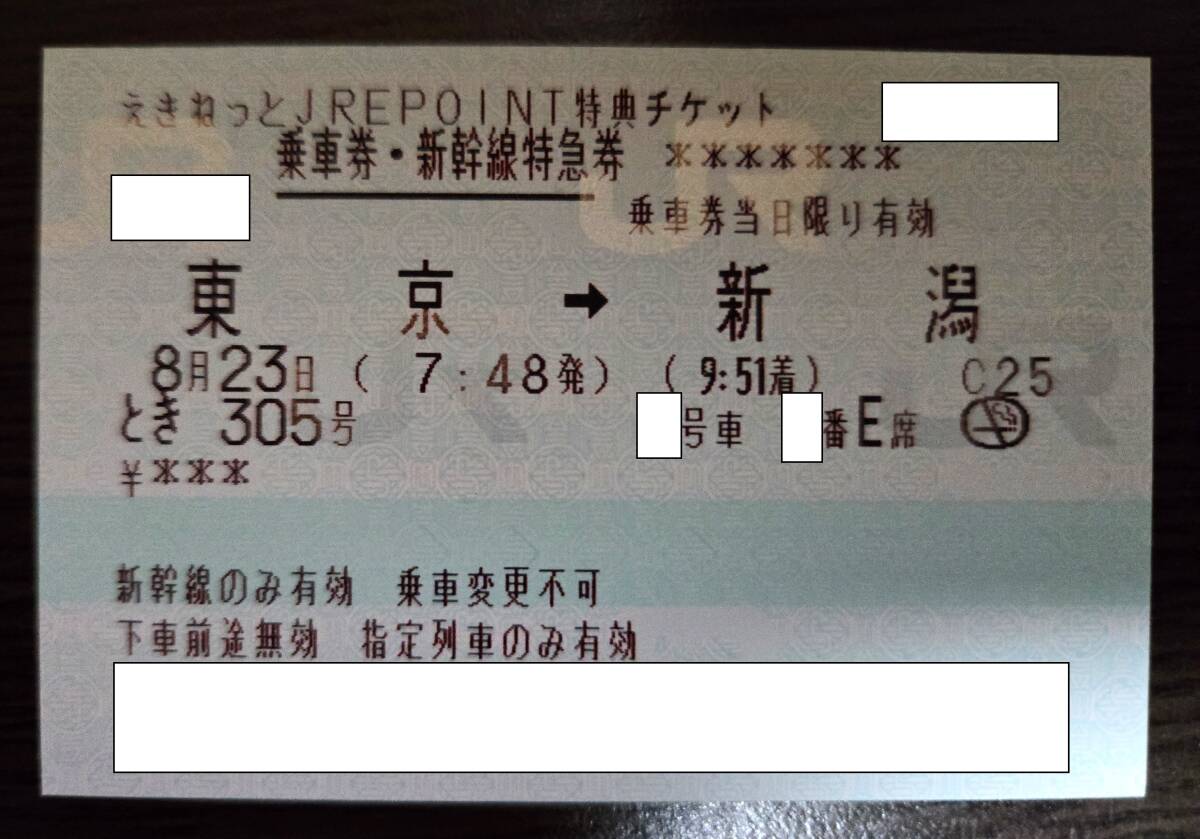 えきねっとJREPOINT特典チケット
乗車券・新幹線特急券 *******
乗車券当日限り有効
東京➡新潟
8月23日 ( 7:48発) (9:51着) C25
とき 305号 号車 番E席
¥***
新幹線のみ有効 乗車変更不可
下車前途無効 指定列車のみ有効